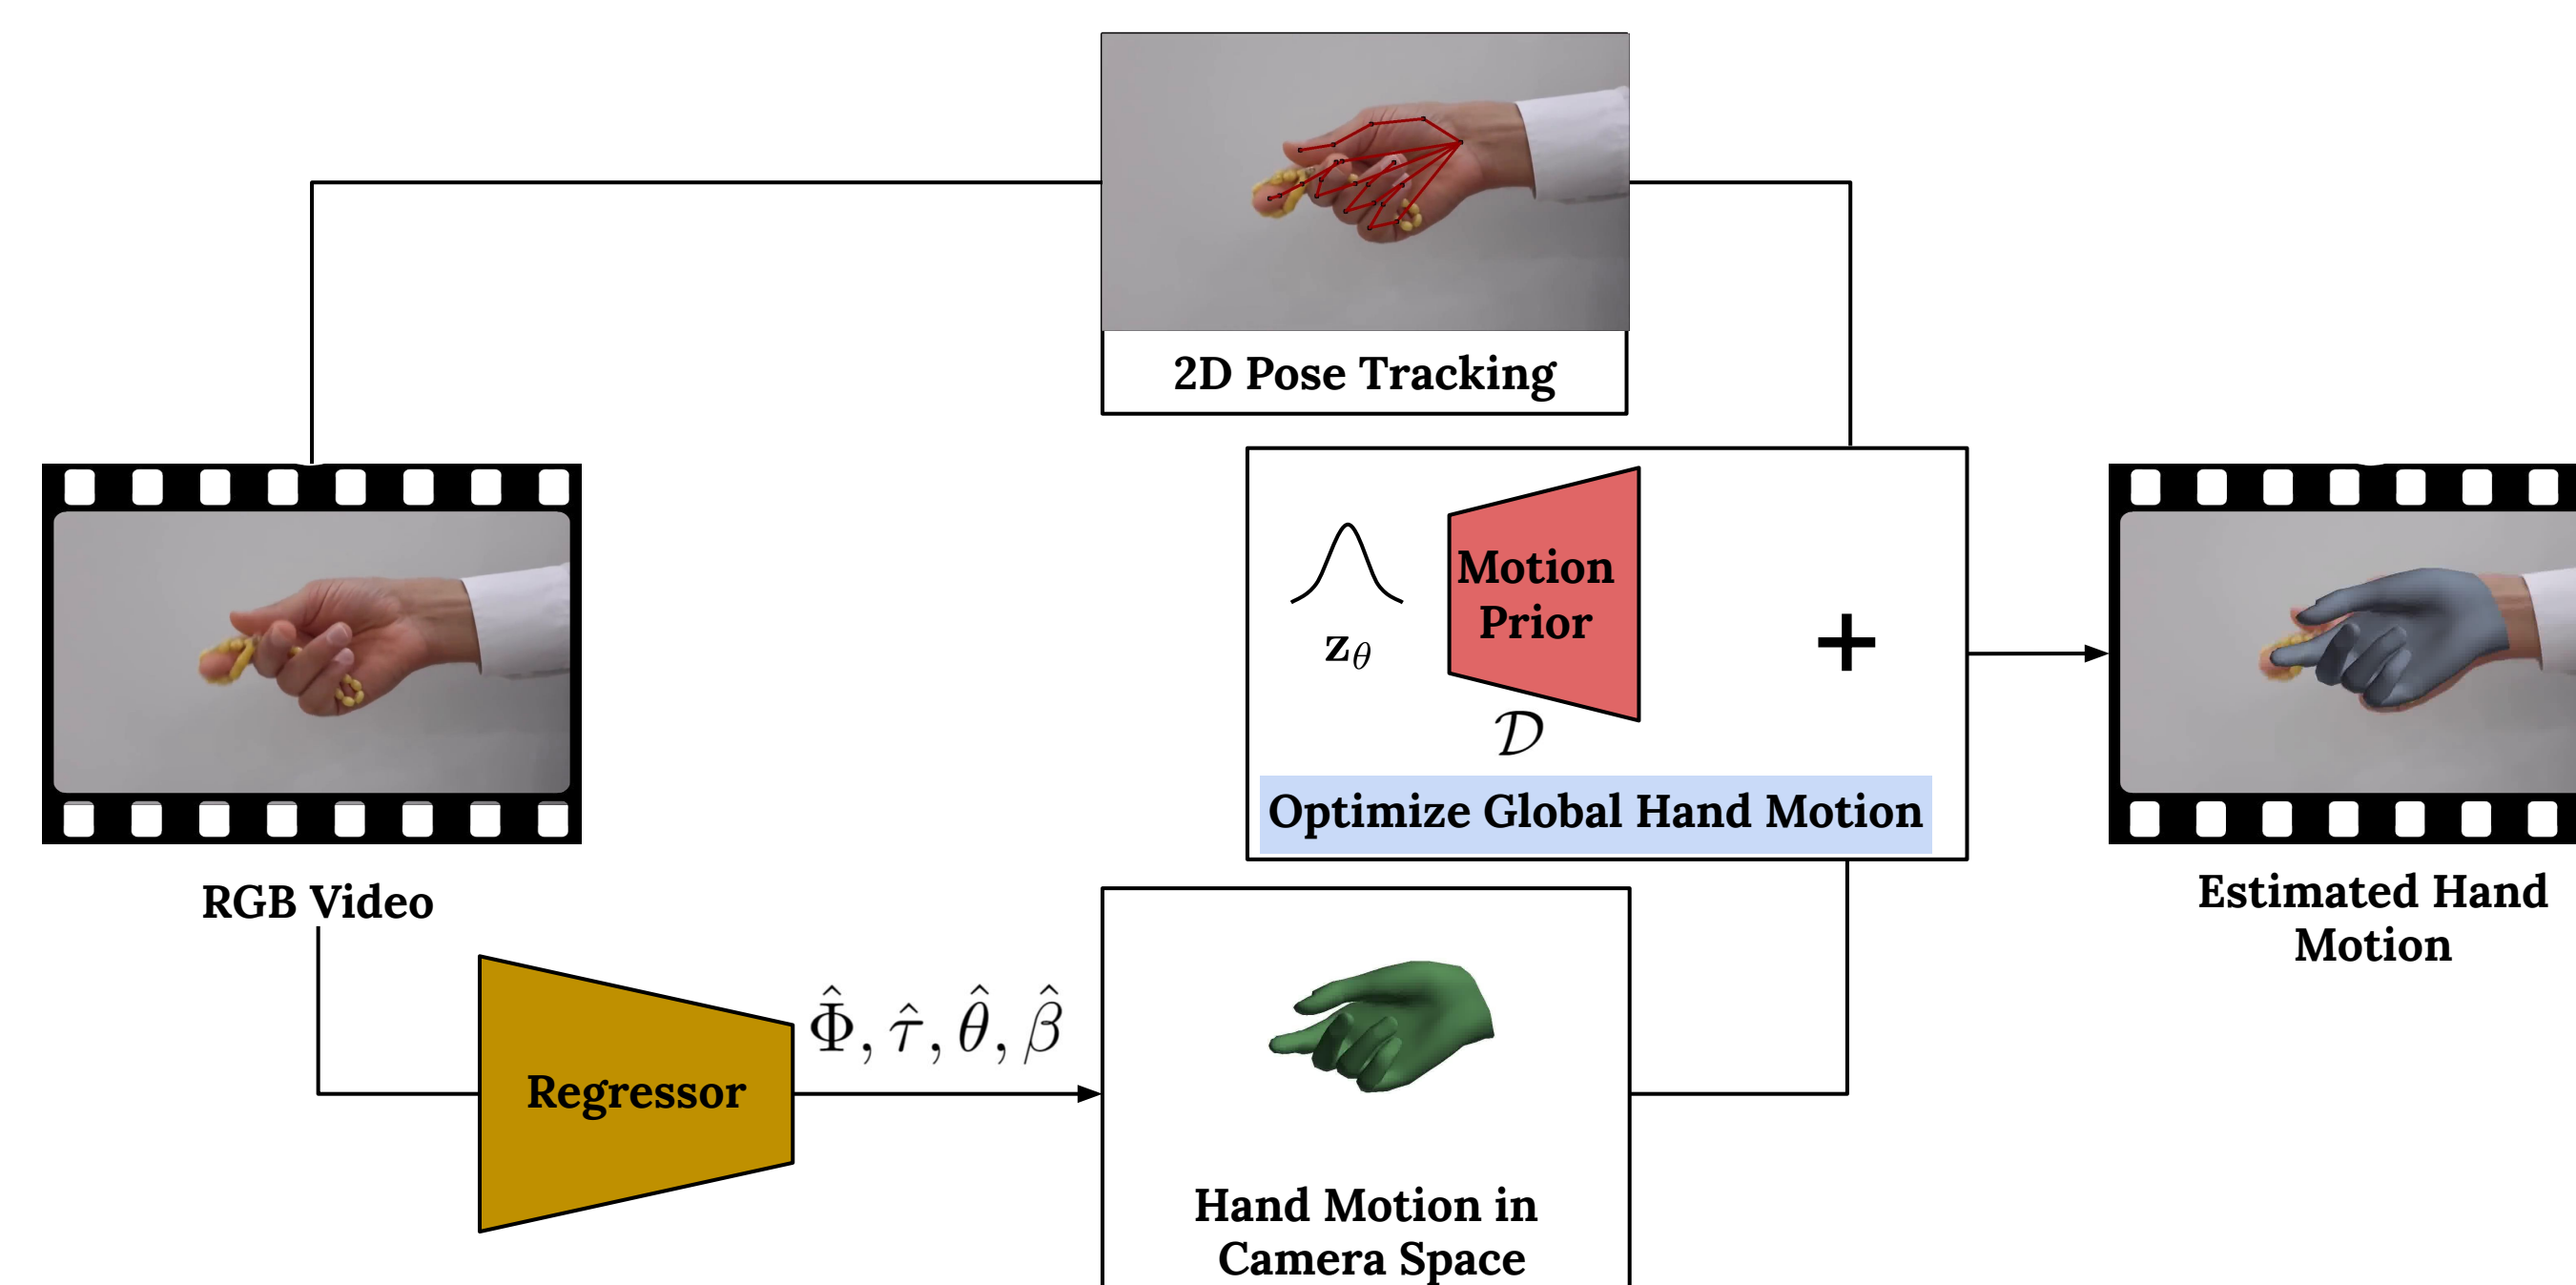 2D Pose Tracking
Motion
Prior
z_θ
𝒟
Optimize Global Hand Motion
RGB Video
Estimated Hand
Motion
Φ̂, τ̂, θ̂, β̂
Regressor
Hand Motion in
Camera Space